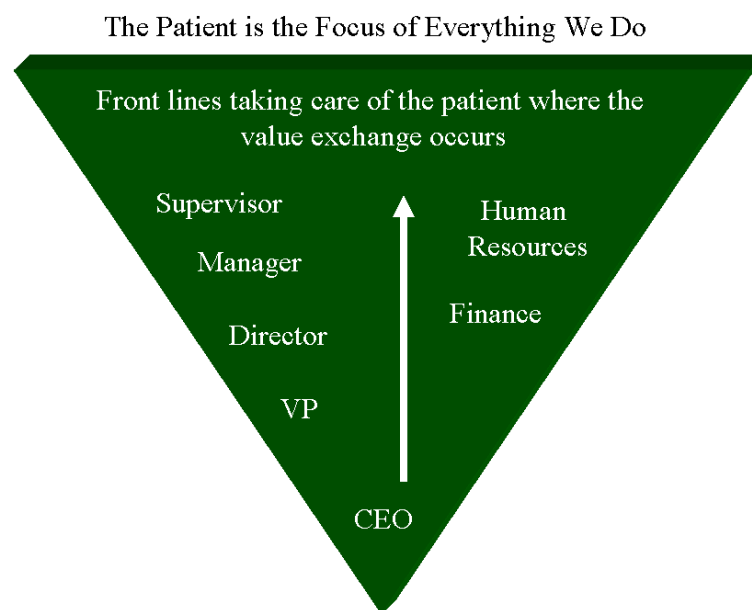 The Patient is the Focus of Everything We Do
Front lines taking care of the patient where the
value exchange occurs
Supervisor
Human
Resources
Manager
Finance
Director
VP
CEO